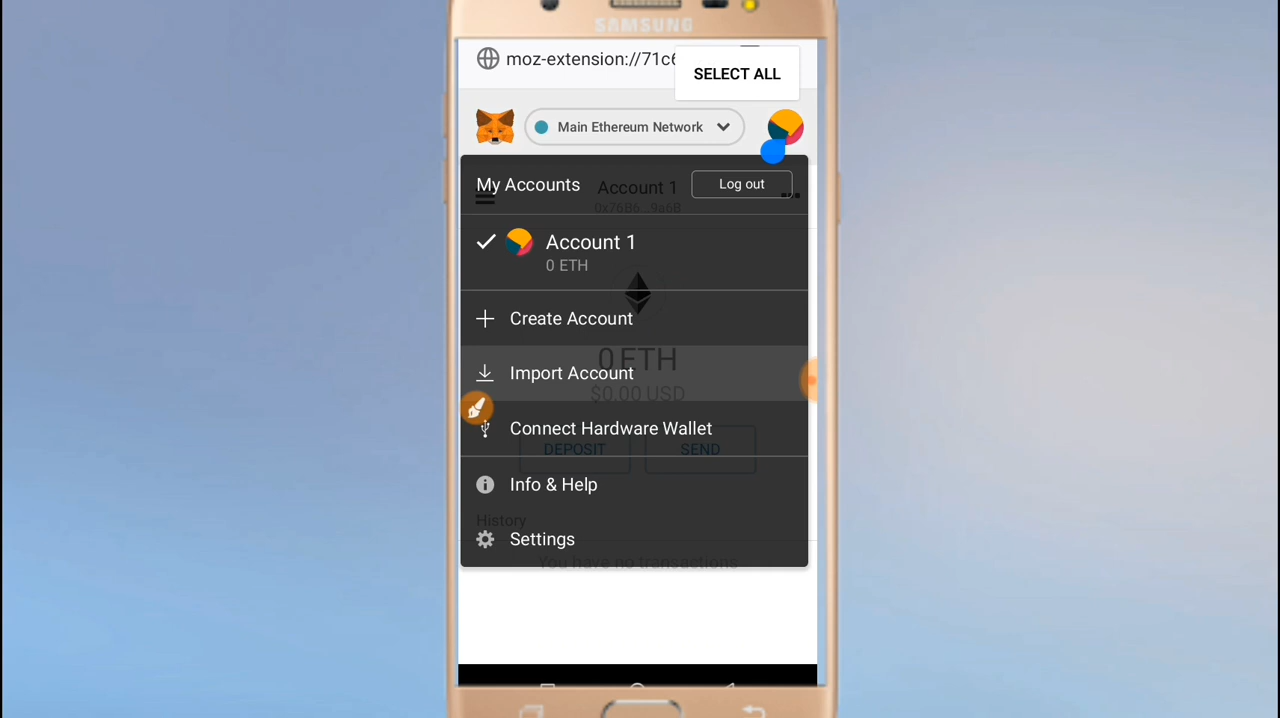 SAMSUNG
moz-extension://71c6
SELECT ALL
Main Ethereum Network
My Accounts
Account 1
Log out
0x76B6...9a6B
Account 1
0 ETH
Create Account
0 ETH
Import Account
$0.00 USD
Connect Hardware Wallet
DEPOSIT
SEND
Info & Help
History
Settings
You have no transactions